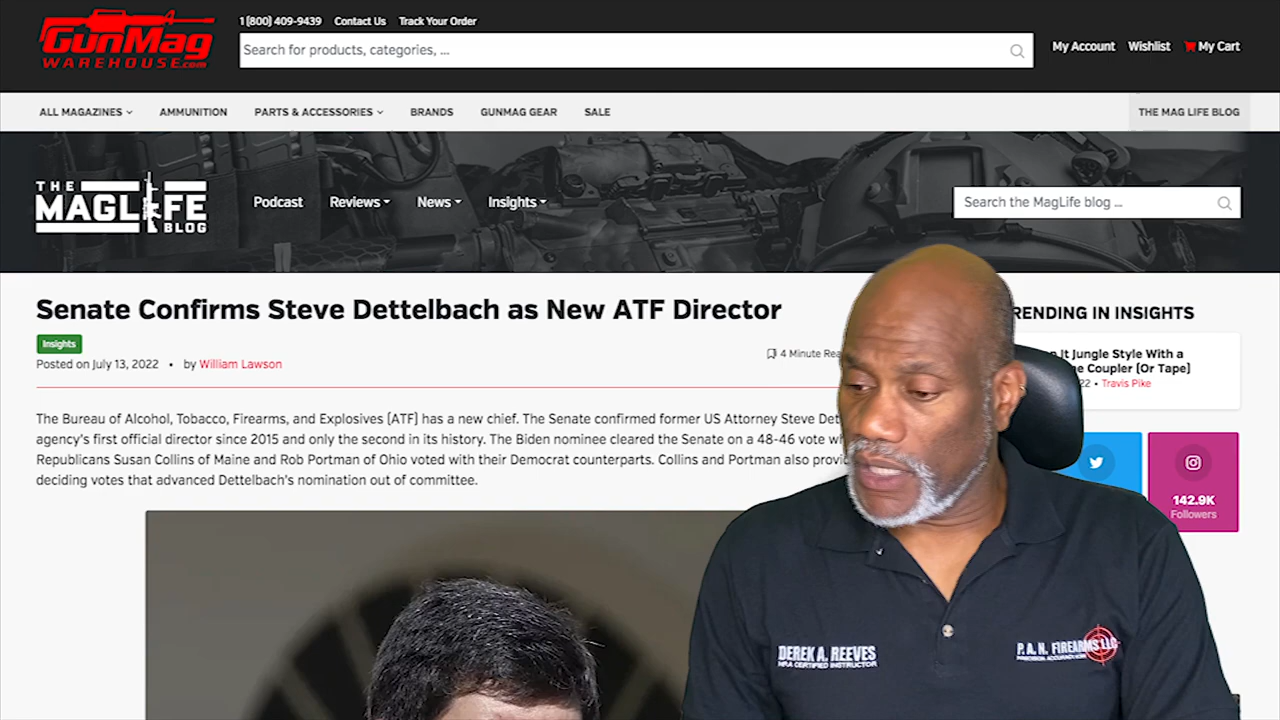 GunMag
WAREHOUSE.com
1 (800) 409-9439 Contact Us Track Your Order
Search for products, categories, ...
My Account Wishlist My Cart
ALL MAGAZINES AMMUNITION PARTS & ACCESSORIES BRANDS GUNMAG GEAR SALE THE MAG LIFE BLOG
THE
MAGLIFE
BLOG
Podcast Reviews News Insights
Search the MagLife blog ...
Senate Confirms Steve Dettelbach as New ATF Director
Insights
Posted on July 13, 2022 • by William Lawson
4 Minute Rea
The Bureau of Alcohol, Tobacco, Firearms, and Explosives (ATF) has a new chief. The Senate confirmed former US Attorney Steve Det
agency's first official director since 2015 and only the second in its history. The Biden nominee cleared the Senate on a 48-46 vote wh
Republicans Susan Collins of Maine and Rob Portman of Ohio voted with their Democrat counterparts. Collins and Portman also provi
deciding votes that advanced Dettelbach's nomination out of committee.
RENDING IN INSIGHTS
It Jungle Style With a
Coupler (Or Tape)
22 • Travis Pike
142.9K
Followers
DEREK A. REEVES
NRA CERTIFIED INSTRUCTOR
P.A.N. FIREARMS LLC